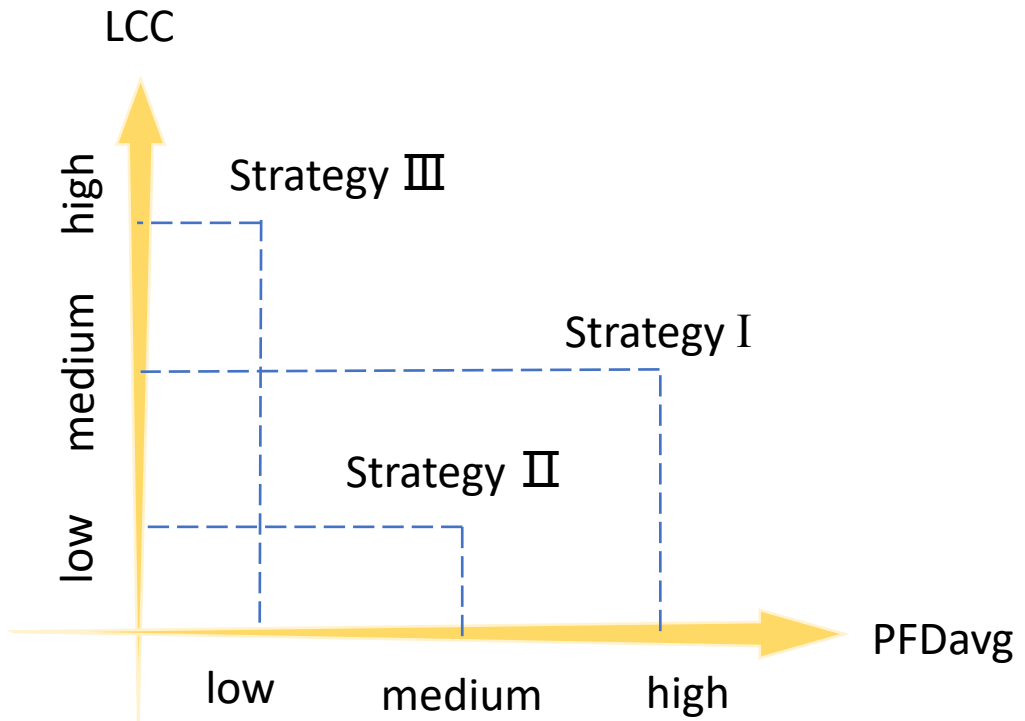 LCC
high
Strategy Ⅲ
medium
Strategy Ⅰ
low
Strategy Ⅱ
PFDavg
low
medium
high